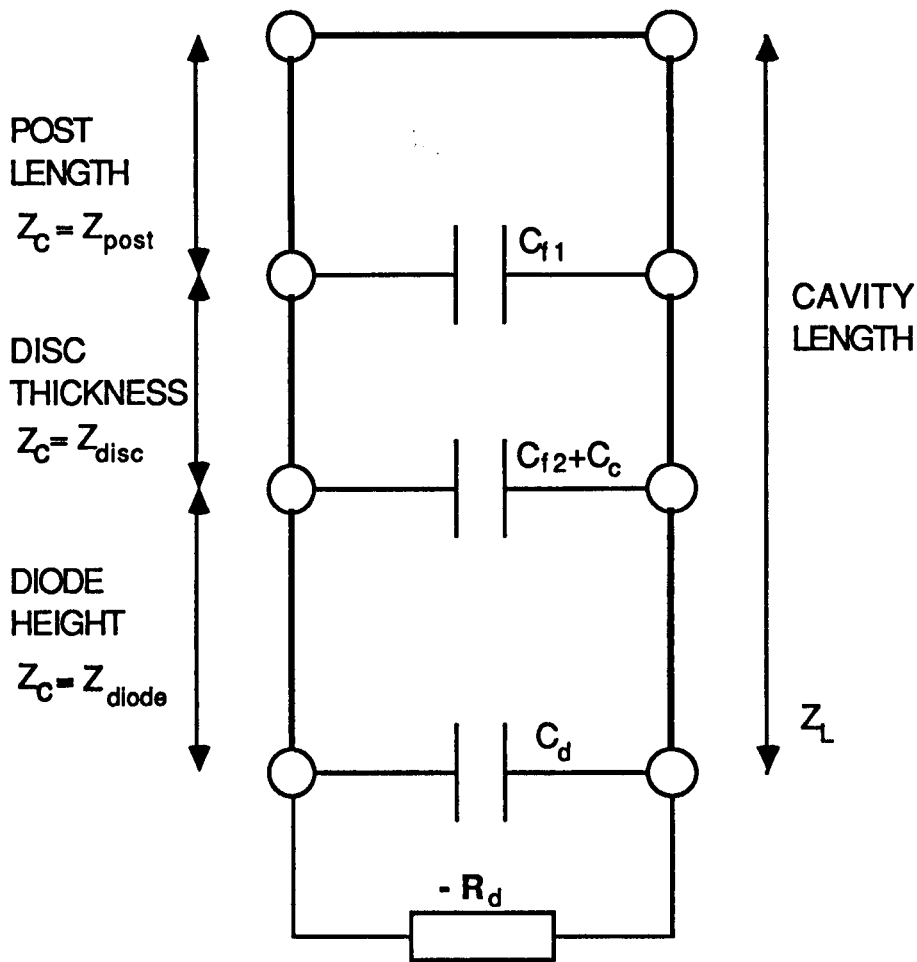 POST
LENGTH
Z_C = Z_post
C_f1
CAVITY
LENGTH
DISC
THICKNESS
Z_C = Z_disc
C_f2+C_c
DIODE
HEIGHT
Z_C = Z_diode
Z_L
C_d
- R_d